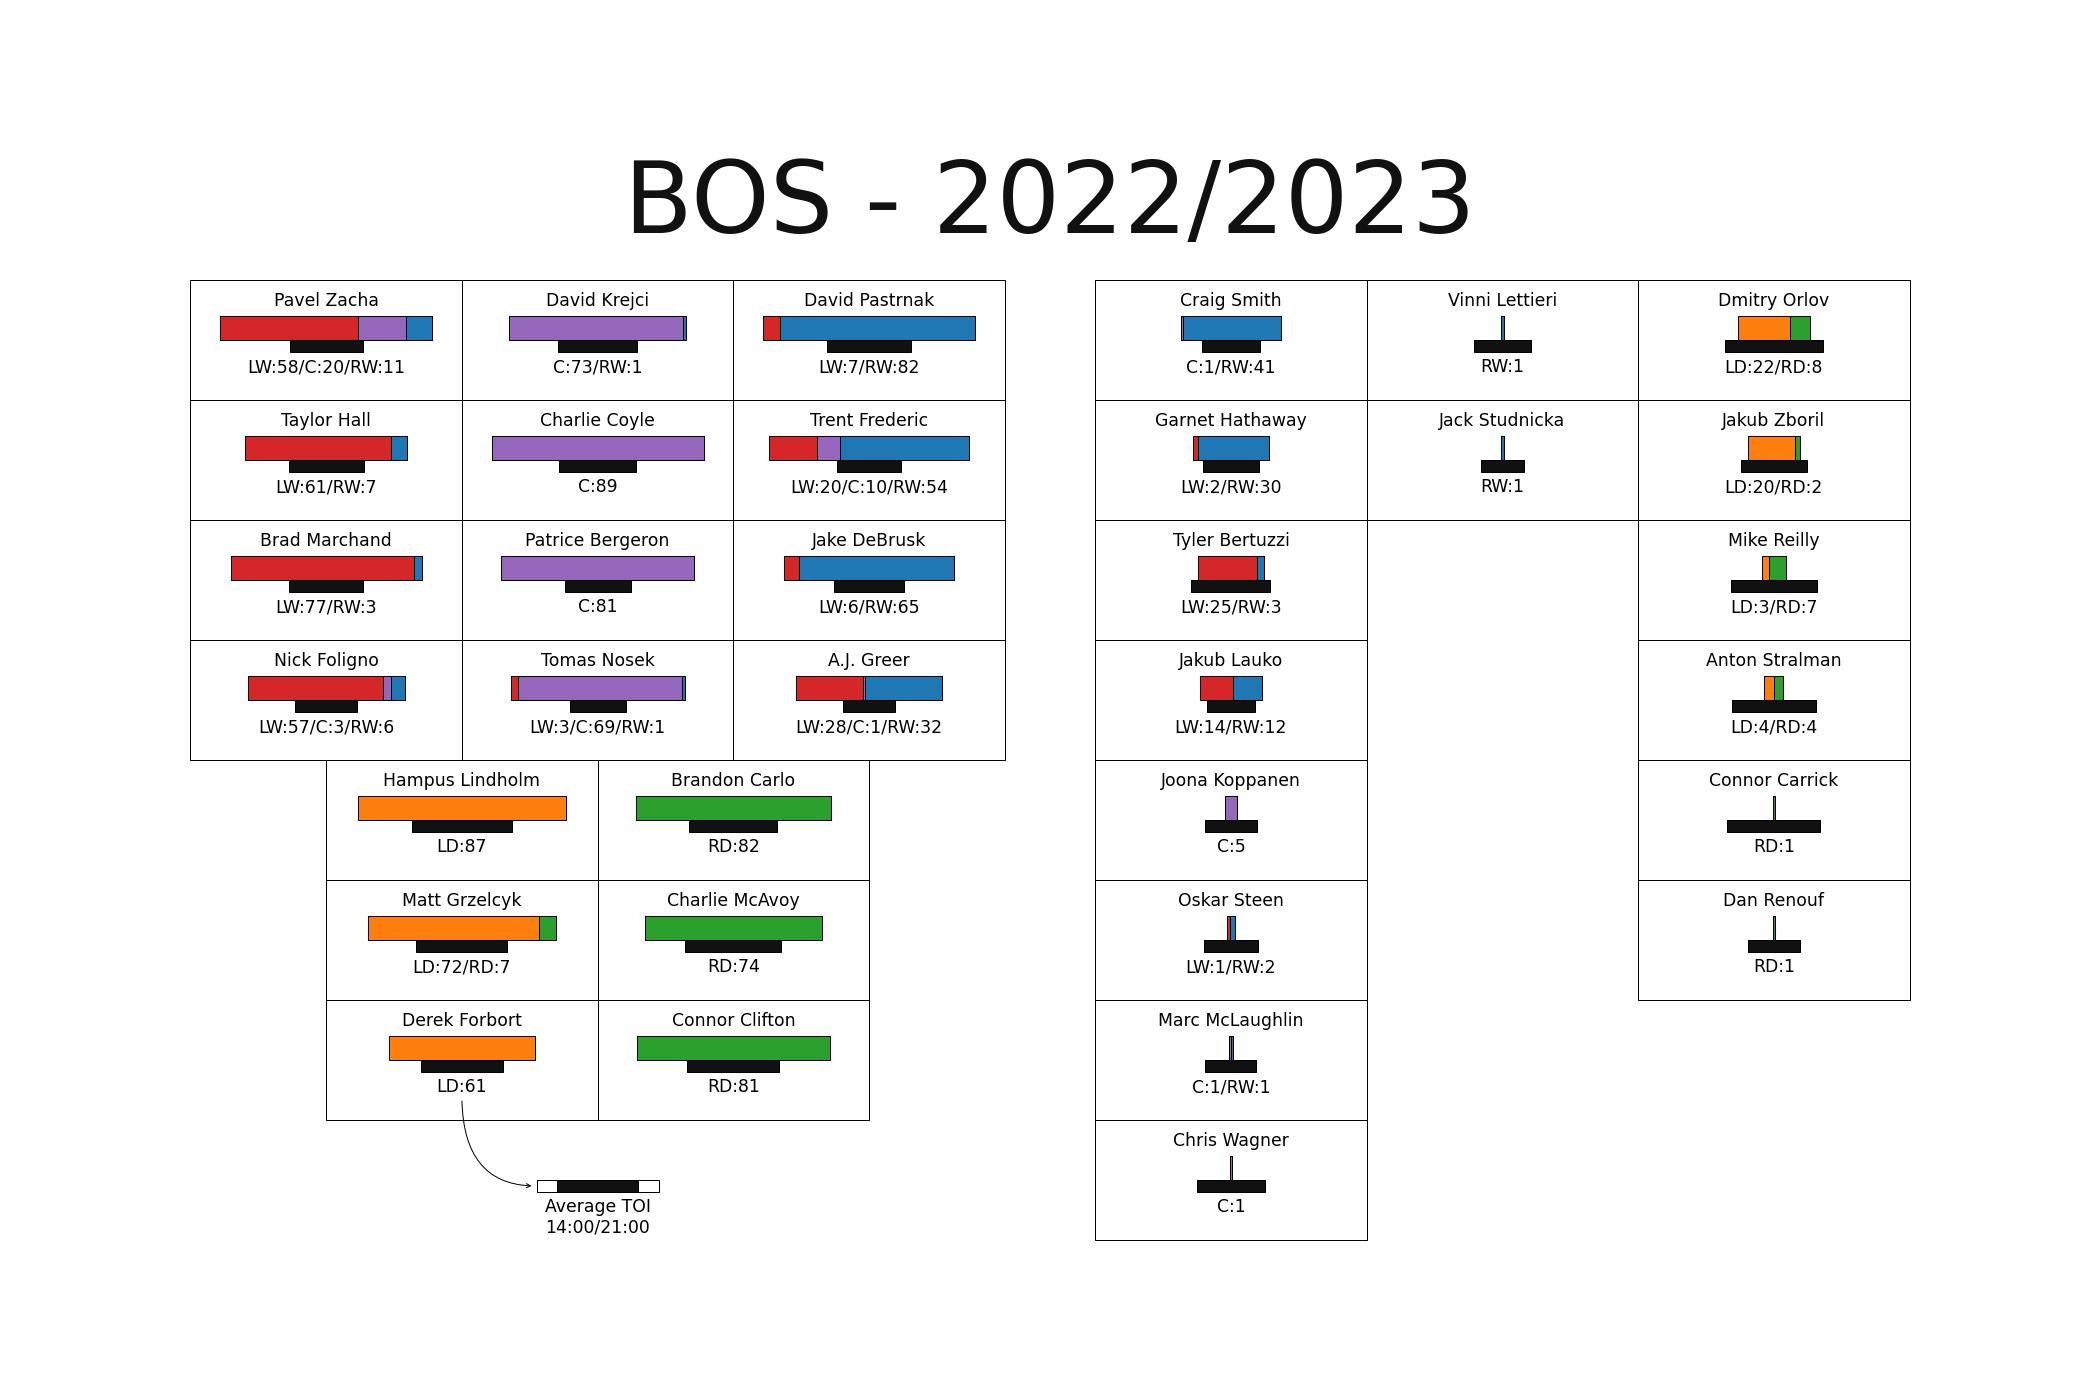 BOS - 2022/2023
Pavel Zacha
LW:58/C:20/RW:11
David Krejci
C:73/RW:1
David Pastrnak
LW:7/RW:82
Taylor Hall
LW:61/RW:7
Charlie Coyle
C:89
Trent Frederic
LW:20/C:10/RW:54
Brad Marchand
LW:77/RW:3
Patrice Bergeron
C:81
Jake DeBrusk
LW:6/RW:65
Nick Foligno
LW:57/C:3/RW:6
Tomas Nosek
LW:3/C:69/RW:1
A.J. Greer
LW:28/C:1/RW:32
Hampus Lindholm
LD:87
Brandon Carlo
RD:82
Matt Grzelcyk
LD:72/RD:7
Charlie McAvoy
RD:74
Derek Forbort
LD:61
Connor Clifton
RD:81
Average TOI
14:00/21:00
Craig Smith
C:1/RW:41
Vinni Lettieri
RW:1
Dmitry Orlov
LD:22/RD:8
Garnet Hathaway
LW:2/RW:30
Jack Studnicka
RW:1
Jakub Zboril
LD:20/RD:2
Tyler Bertuzzi
LW:25/RW:3
Mike Reilly
LD:3/RD:7
Jakub Lauko
LW:14/RW:12
Anton Stralman
LD:4/RD:4
Joona Koppanen
C:5
Connor Carrick
RD:1
Oskar Steen
LW:1/RW:2
Dan Renouf
RD:1
Marc McLaughlin
C:1/RW:1
Chris Wagner
C:1